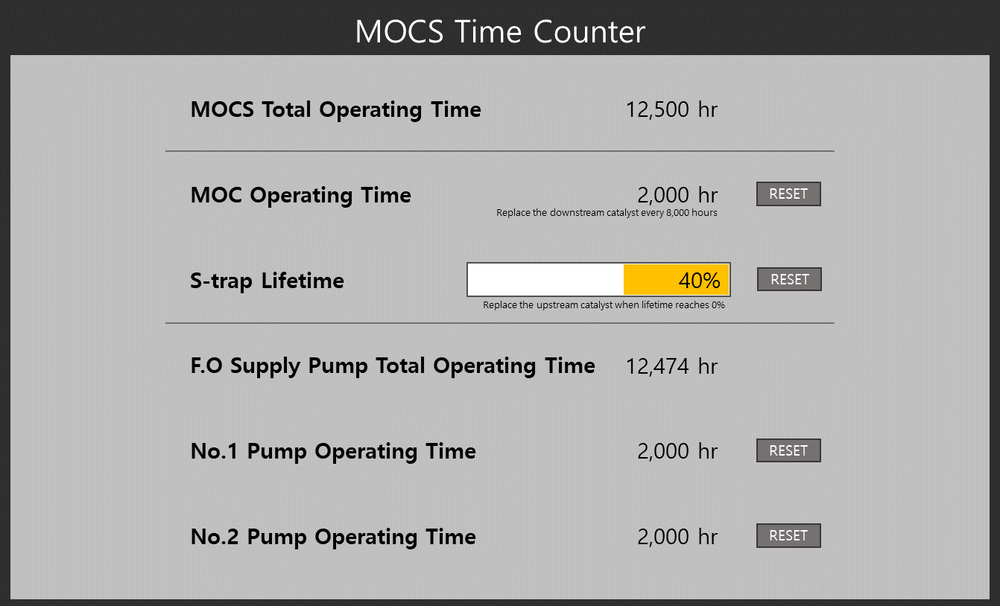 MOCS Time Counter
MOCS Total Operating Time 12,500 hr
MOC Operating Time 2,000 hr RESET
Replace the downstream catalyst every 8,000 hours
S-trap Lifetime 40% RESET
Replace the upstream catalyst when lifetime reaches 0%
F.O Supply Pump Total Operating Time 12,474 hr
No.1 Pump Operating Time 2,000 hr RESET
No.2 Pump Operating Time 2,000 hr RESET